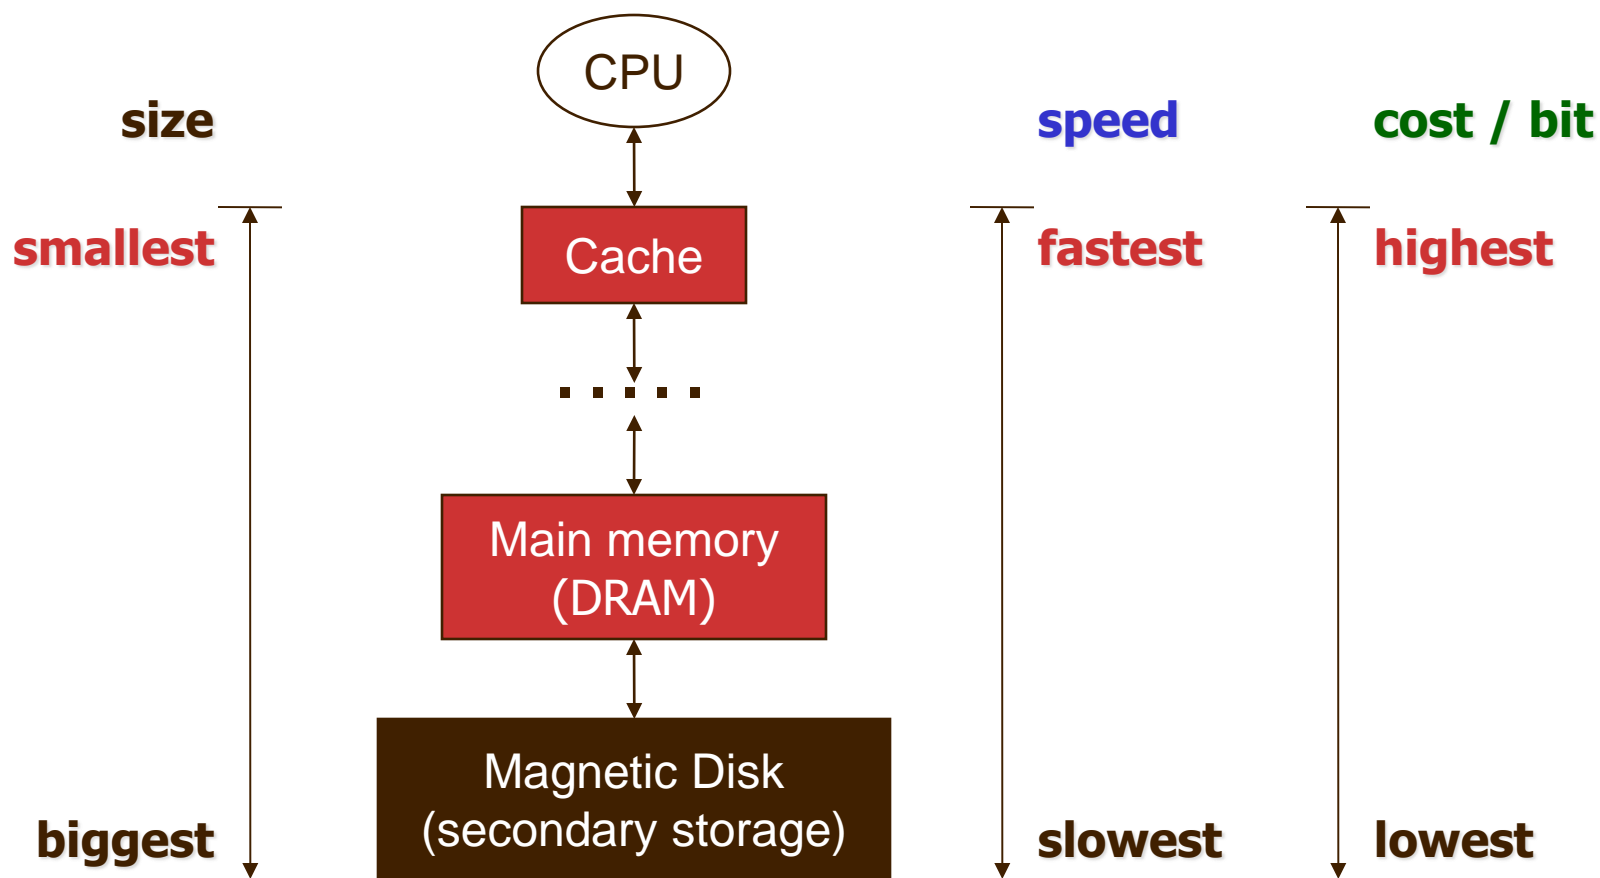 CPU
size
speed
cost / bit
smallest
Cache
fastest
highest
Main memory
(DRAM)
Magnetic Disk
(secondary storage)
biggest
slowest
lowest